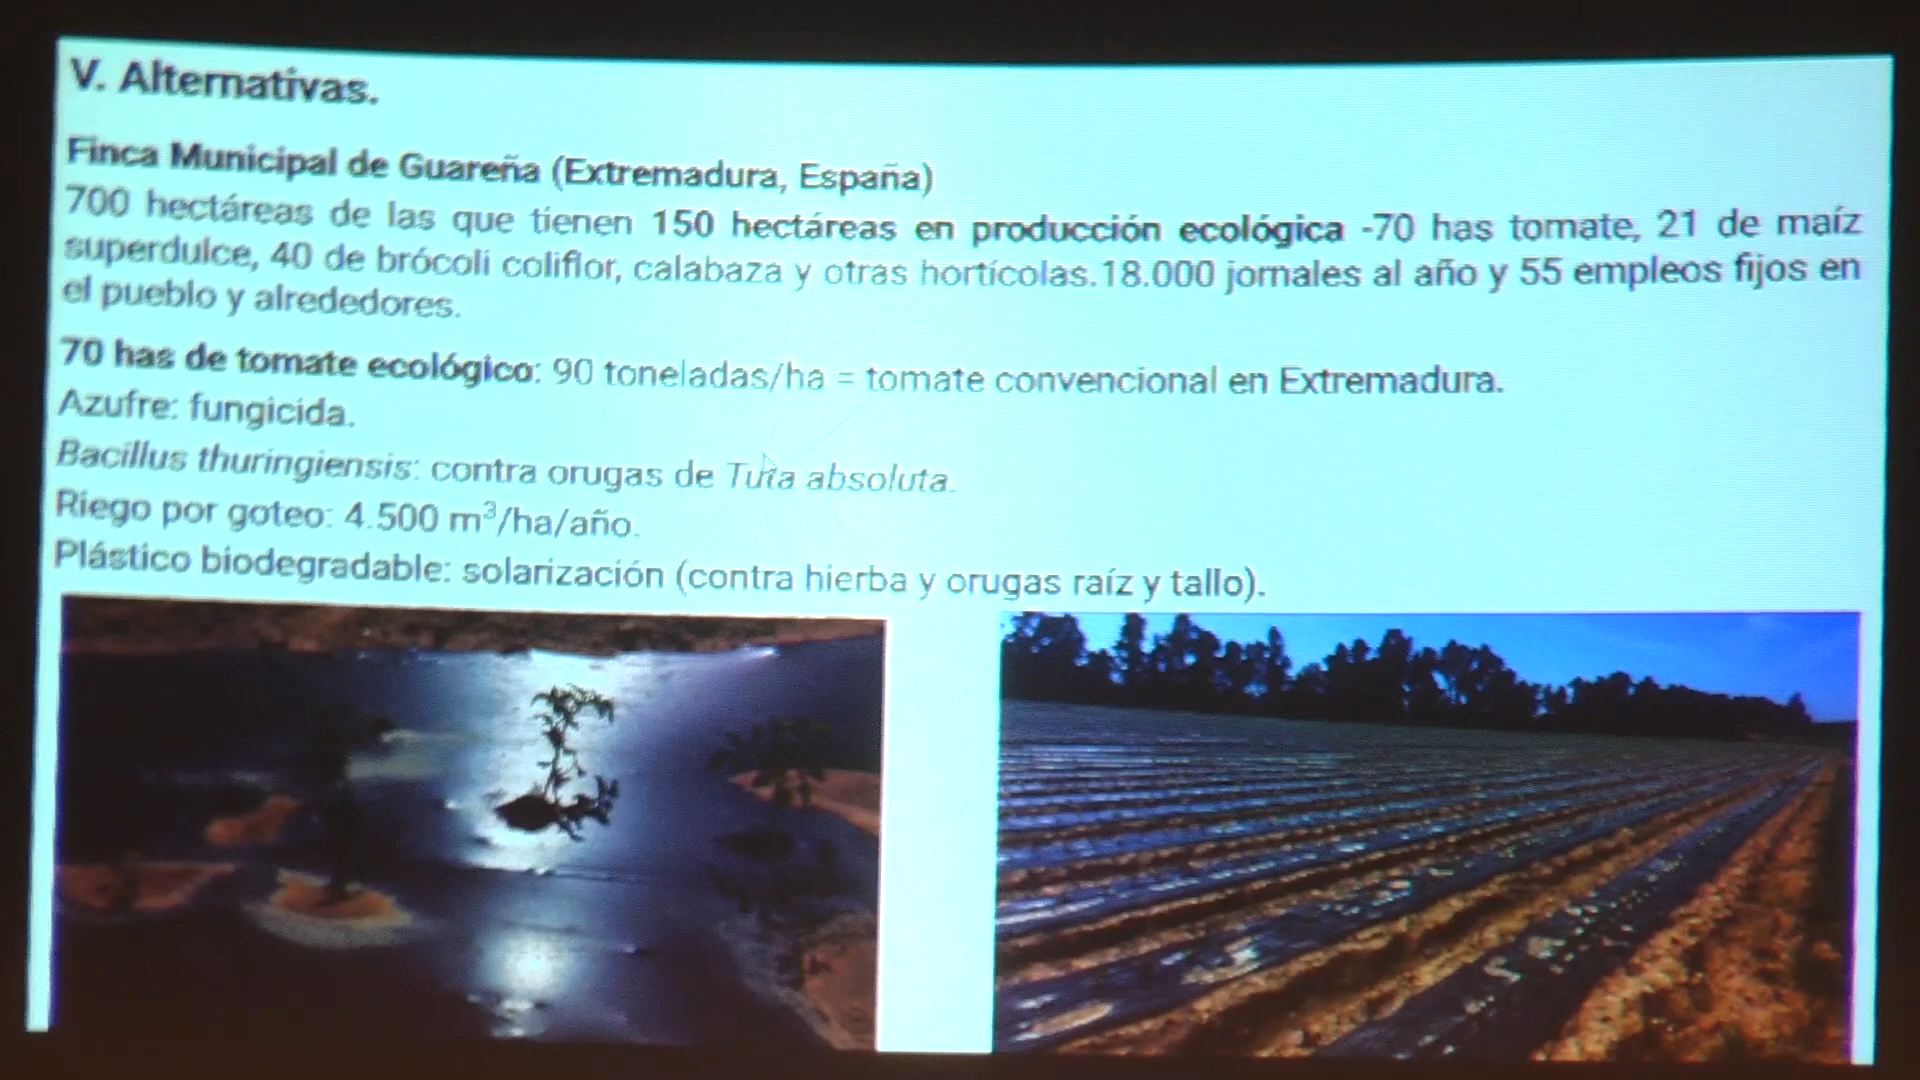 V. Alternativas.
Finca Municipal de Guareña (Extremadura, España)
700 hectáreas de las que tienen 150 hectáreas en producción ecológica -70 has tomate, 21 de maíz
superdulce, 40 de brócoli coliflor, calabaza y otras hortícolas.18.000 jornales al año y 55 empleos fijos en
el pueblo y alrededores.
70 has de tomate ecológico: 90 toneladas/ha = tomate convencional en Extremadura.
Azufre: fungicida.
Bacillus thuringiensis: contra orugas de Tuta absoluta.
Riego por goteo: 4.500 m³/ha/año.
Plástico biodegradable: solarización (contra hierba y orugas raíz y tallo).